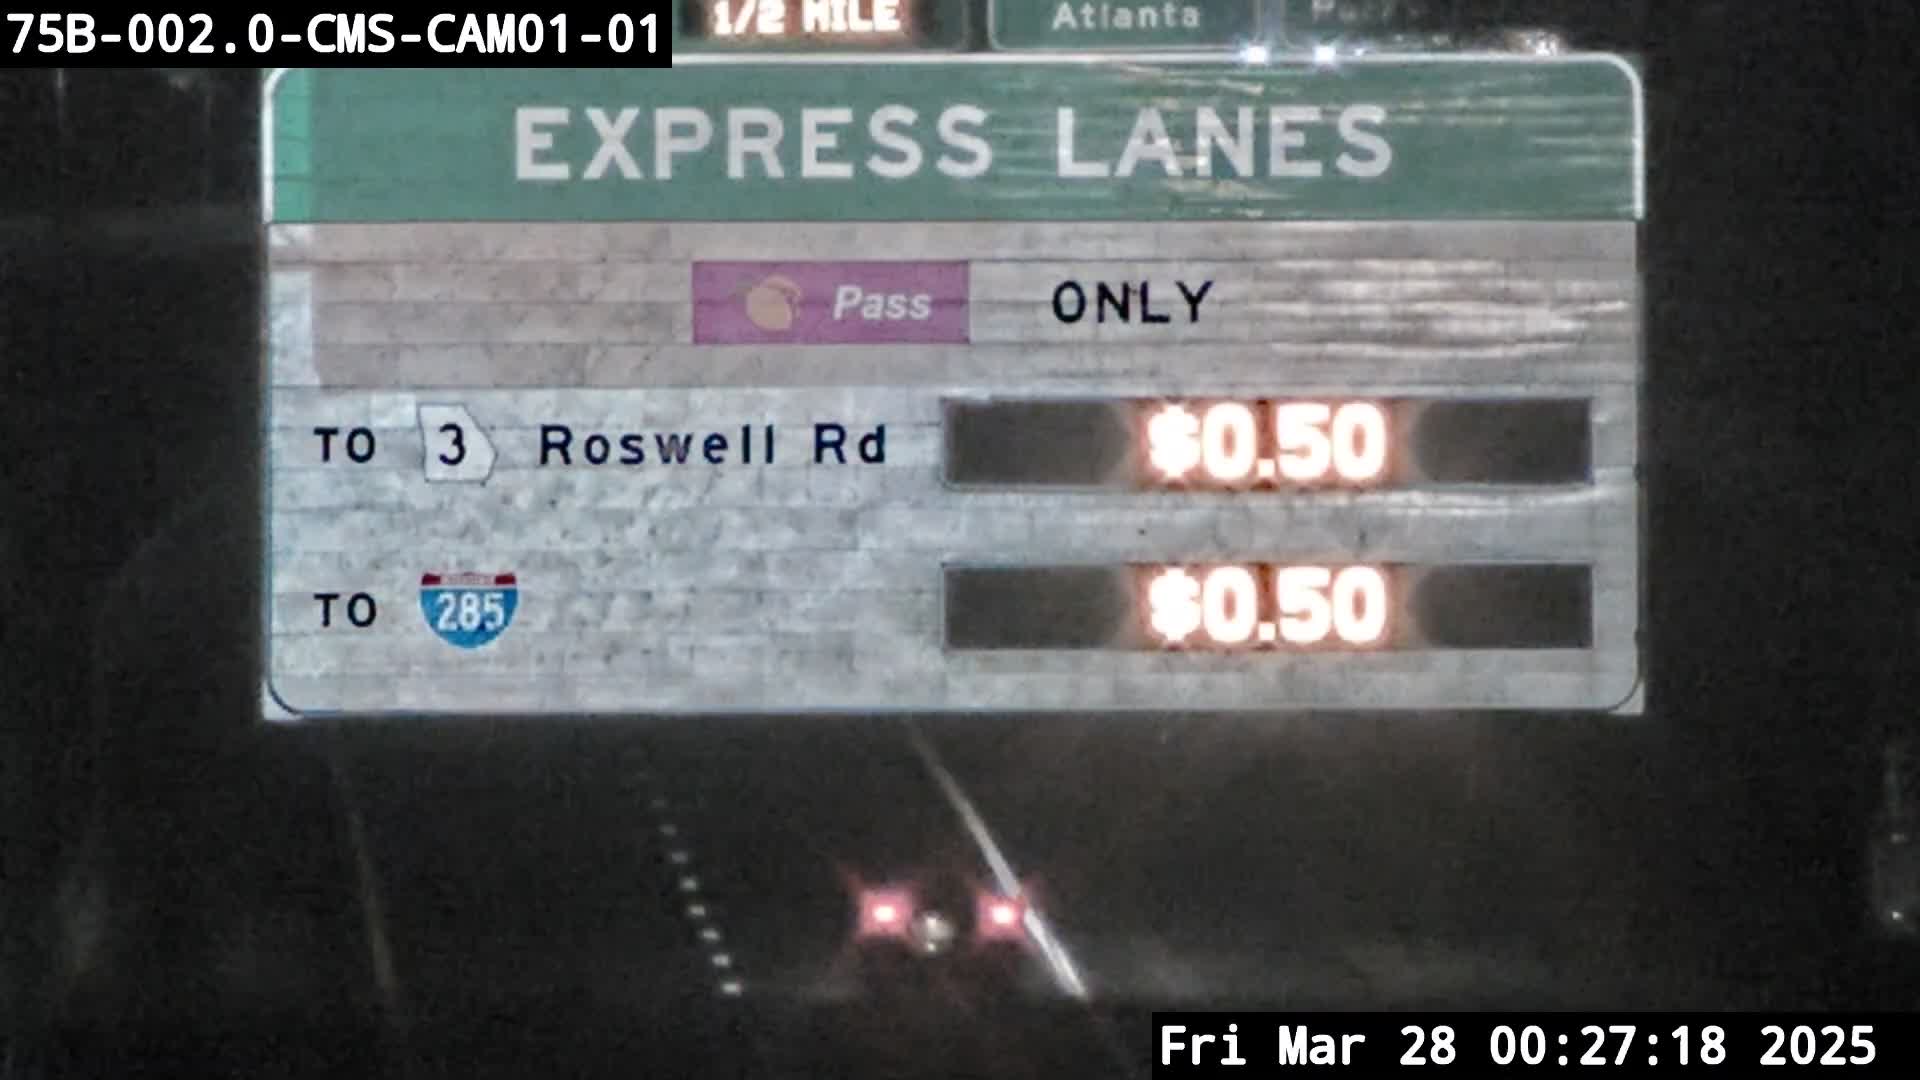 75B-002.0-CMS-CAM01-01
1/2 MILE
Atlanta
EXPRESS LANES
Pass ONLY
TO 3 Roswell Rd $0.50
TO 285 $0.50
Fri Mar 28 00:27:18 2025